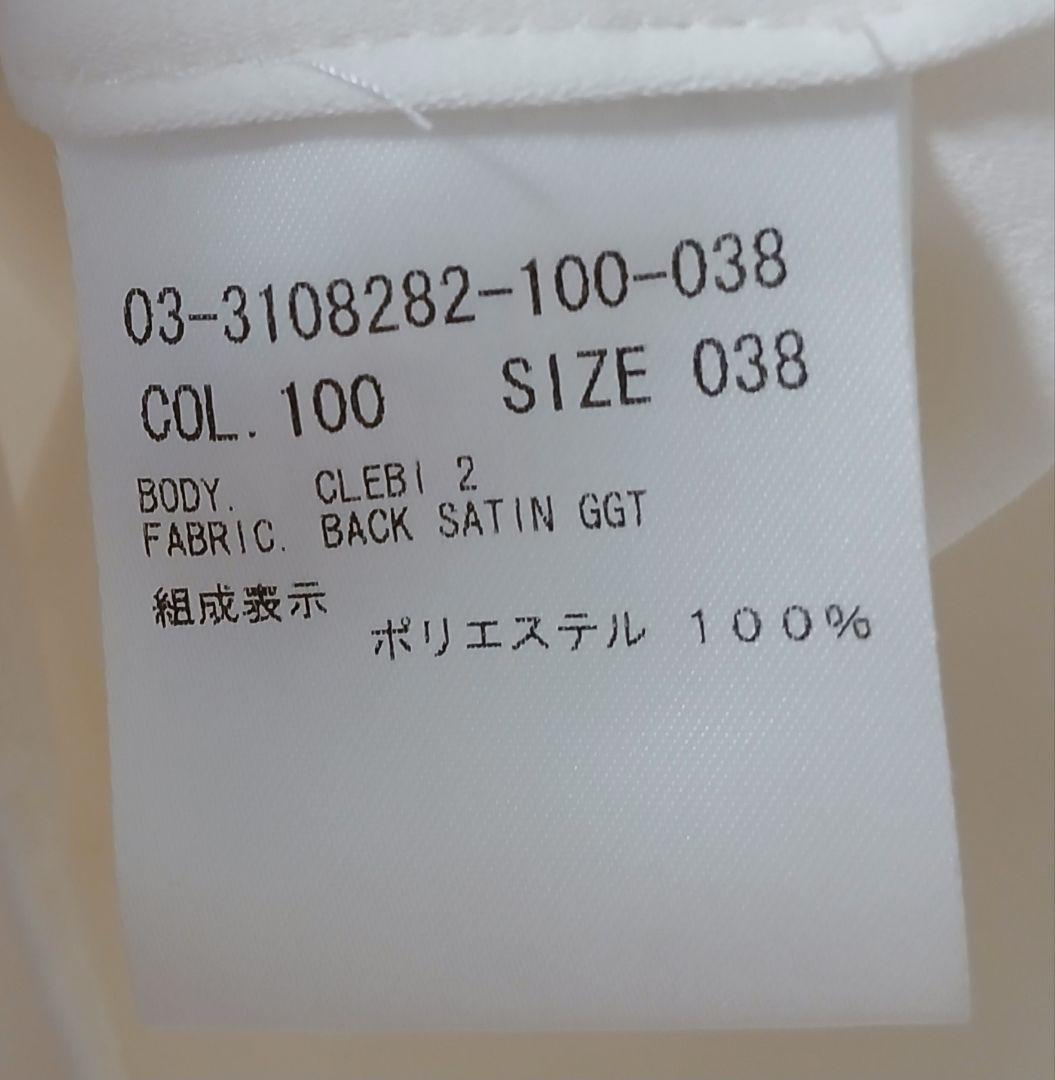 03-3108282-100-038
COL. 100 SIZE 038
BODY. CLEBI 2
FABRIC. BACK SATIN GGT
組成表示
ポリエステル 100%